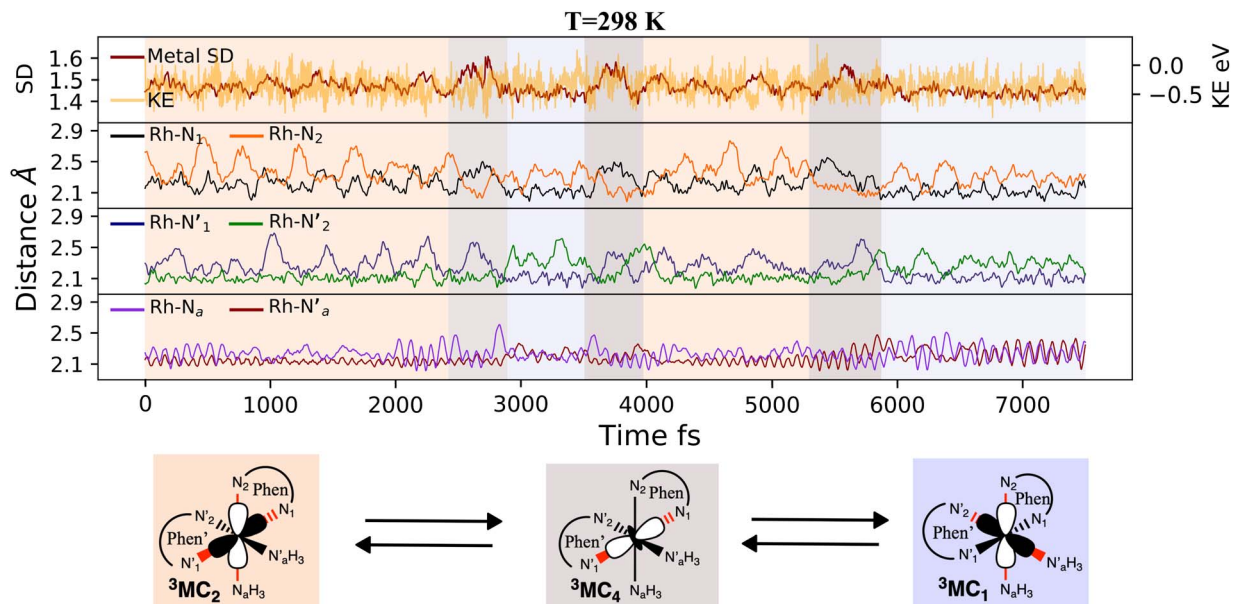 T=298 K
SD
1.6
1.5
1.4
Metal SD
KE
0.0
−0.5
KE eV
Distance Å
2.9
2.5
2.1
Rh-N₁ Rh-N₂
2.9
2.5
2.1
Rh-N'₁ Rh-N'₂
2.9
2.5
2.1
Rh-Nₐ Rh-N'ₐ
0 1000 2000 3000 4000 5000 6000 7000
Time fs
N₂
Phen
N₁
N'₂
Phen'
N'₁
N'ₐH₃
NₐH₃
³MC₂
N₂
Phen
N₁
N'₂
Phen'
N'₁
N'ₐH₃
NₐH₃
³MC₄
N₂
Phen
N₁
N'₂
Phen'
N'₁
N'ₐH₃
NₐH₃
³MC₁